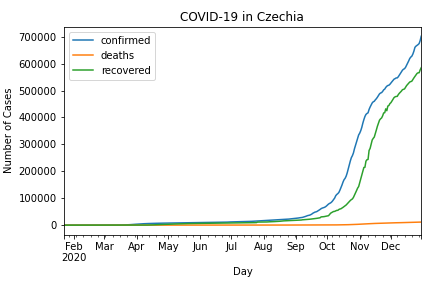 COVID-19 in Czechia
confirmed
deaths
recovered
Number of Cases
700000
600000
500000
400000
300000
200000
100000
0
Feb Mar Apr May Jun Jul Aug Sep Oct Nov Dec
2020
Day